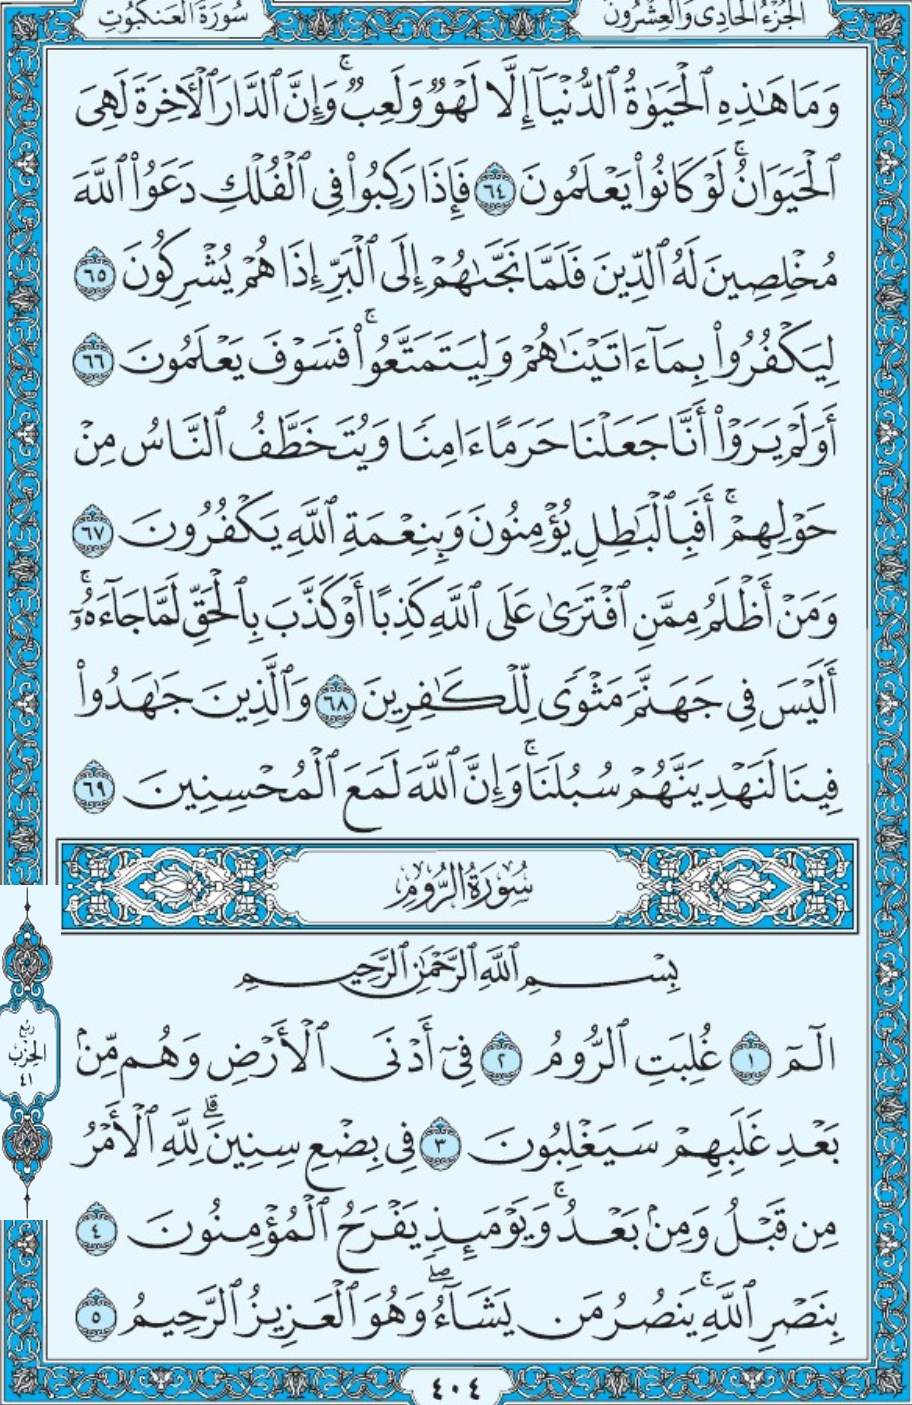 سُورَةُ العَنكَبُوتِ
الجُزْءُ الحَادِى وَالعِشْرُونَ
وَمَا هَٰذِهِ ٱلْحَيَوٰةُ ٱلدُّنْيَآ إِلَّا لَهْوٌ وَلَعِبٌ ۚ وَإِنَّ ٱلدَّارَ ٱلْأَخِرَةَ لَهِىَ
ٱلْحَيَوَانُ ۚ لَوْ كَانُوا۟ يَعْلَمُونَ ٦٤ فَإِذَا رَكِبُوا۟ فِى ٱلْفُلْكِ دَعَوُا۟ ٱللَّهَ
مُخْلِصِينَ لَهُ ٱلدِّينَ فَلَمَّا نَجَّىٰهُمْ إِلَى ٱلْبَرِّ إِذَا هُمْ يُشْرِكُونَ ٦٥
لِيَكْفُرُوا۟ بِمَآ ءَاتَيْنَٰهُمْ وَلِيَتَمَتَّعُوا۟ ۚ فَسَوْفَ يَعْلَمُونَ ٦٦
أَوَلَمْ يَرَوْا۟ أَنَّا جَعَلْنَا حَرَمًا ءَامِنًا وَيُتَخَطَّفُ ٱلنَّاسُ مِنْ
حَوْلِهِمْ ۚ أَفَبِٱلْبَٰطِلِ يُؤْمِنُونَ وَبِنِعْمَةِ ٱللَّهِ يَكْفُرُونَ ٦٧
وَمَنْ أَظْلَمُ مِمَّنِ ٱفْتَرَىٰ عَلَى ٱللَّهِ كَذِبًا أَوْ كَذَّبَ بِٱلْحَقِّ لَمَّا جَآءَهُۥٓ ۚ
أَلَيْسَ فِى جَهَنَّمَ مَثْوًى لِّلْكَٰفِرِينَ ٦٨ وَٱلَّذِينَ جَٰهَدُوا۟
فِينَا لَنَهْدِيَنَّهُمْ سُبُلَنَا ۚ وَإِنَّ ٱللَّهَ لَمَعَ ٱلْمُحْسِنِينَ ٦٩
سُورَةُ الرُّومِ
بِسْمِ ٱللَّهِ ٱلرَّحْمَٰنِ ٱلرَّحِيمِ
الٓمٓ ١ غُلِبَتِ ٱلرُّومُ ٢ فِىٓ أَدْنَى ٱلْأَرْضِ وَهُم مِّنۢ
بَعْدِ غَلَبِهِمْ سَيَغْلِبُونَ ٣ فِى بِضْعِ سِنِينَ ۗ لِلَّهِ ٱلْأَمْرُ
مِن قَبْلُ وَمِنۢ بَعْدُ ۚ وَيَوْمَئِذٍ يَفْرَحُ ٱلْمُؤْمِنُونَ ٤
بِنَصْرِ ٱللَّهِ ۚ يَنصُرُ مَن يَشَآءُ ۖ وَهُوَ ٱلْعَزِيزُ ٱلرَّحِيمُ ٥
رُبُع
الحِزْب
٤١
٤٠٤